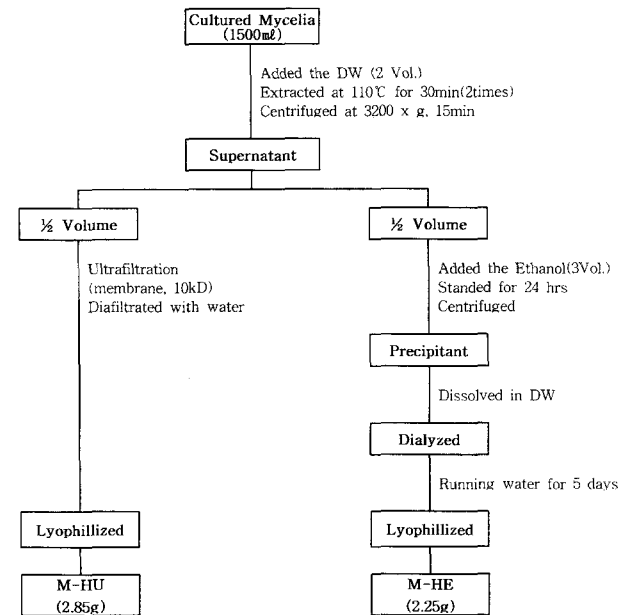 Cultured Mycelia
(1500㎖)
Added the DW (2 Vol.)
Extracted at 110℃ for 30min(2times)
Centrifuged at 3200 x g, 15min
Supernatant
½ Volume
½ Volume
Ultrafiltration
(membrane, 10kD)
Diafiltrated with water
Added the Ethanol(3Vol.)
Standed for 24 hrs
Centrifuged
Precipitant
Dissolved in DW
Dialyzed
Running water for 5 days
Lyophillized
Lyophillized
M-HU
(2.85g)
M-HE
(2.25g)